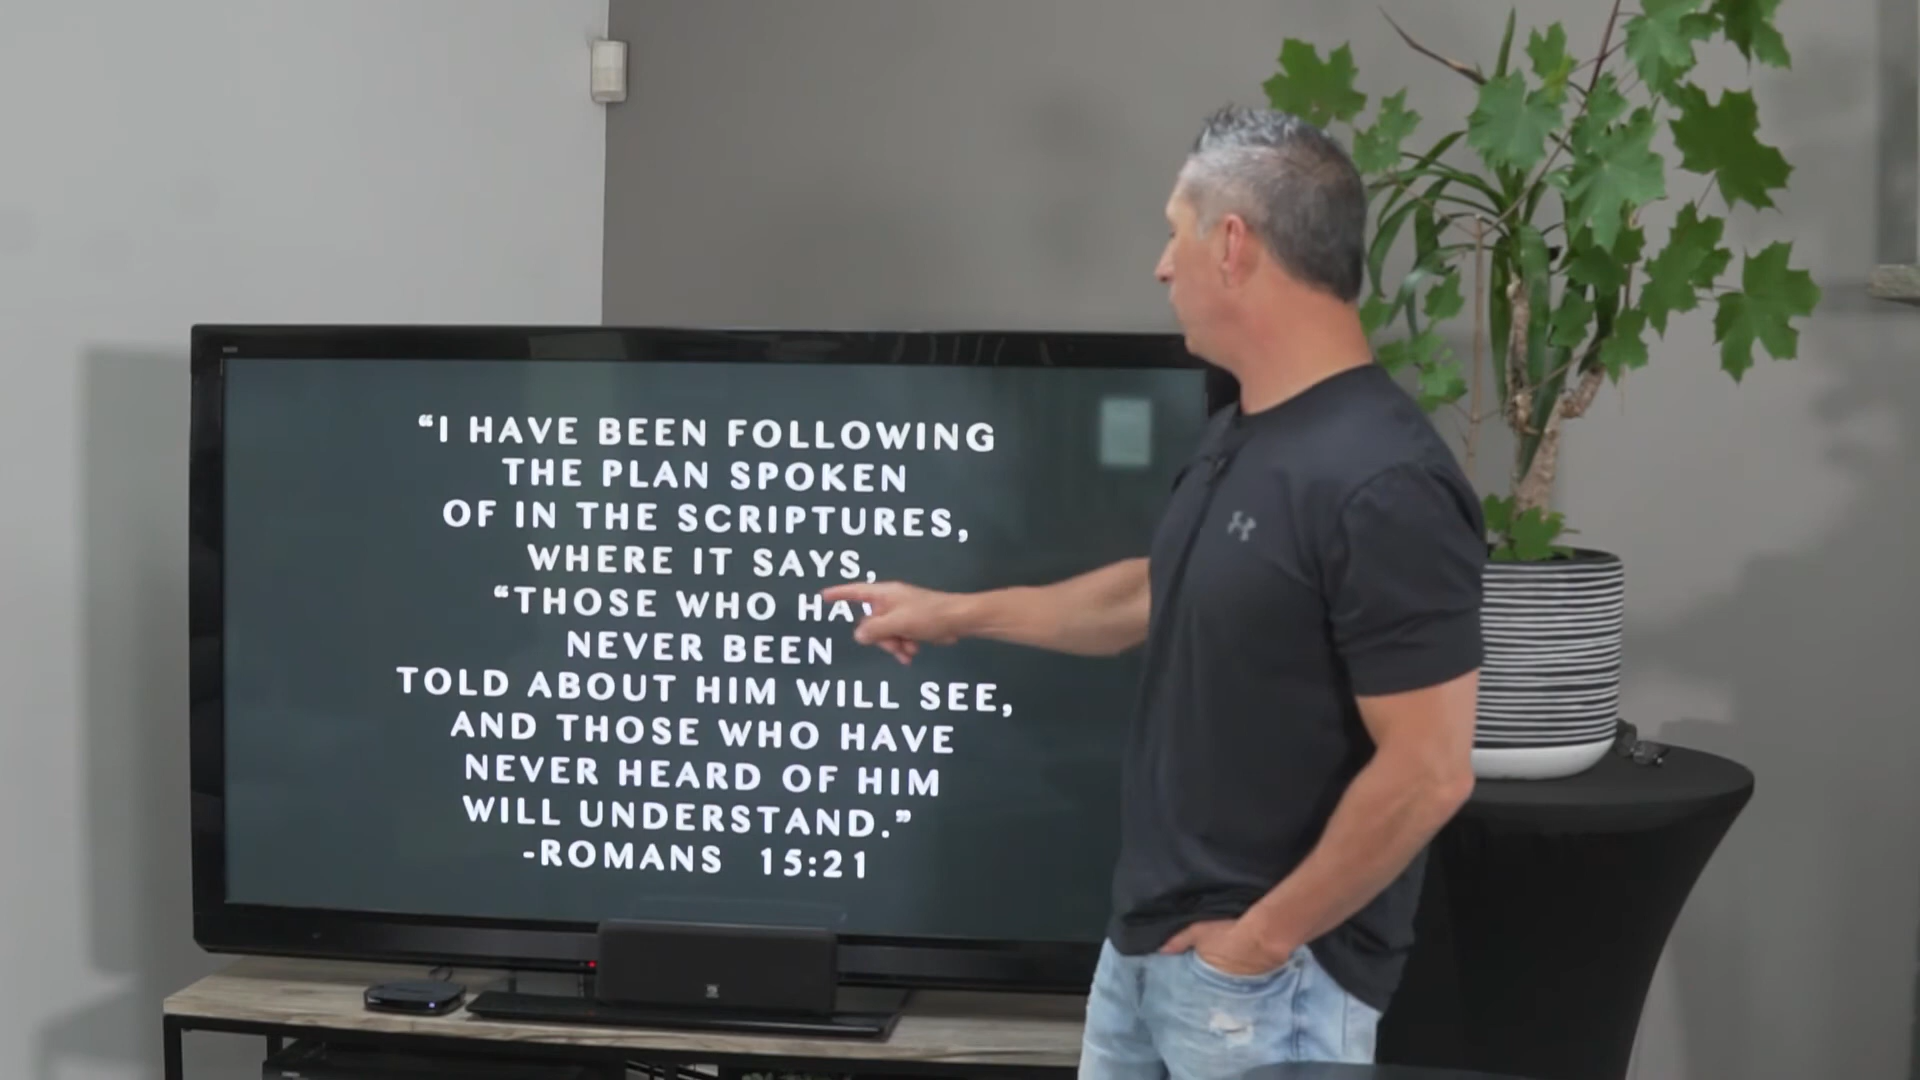 “I HAVE BEEN FOLLOWING
THE PLAN SPOKEN
OF IN THE SCRIPTURES,
WHERE IT SAYS,
“THOSE WHO HAV
NEVER BEEN
TOLD ABOUT HIM WILL SEE,
AND THOSE WHO HAVE
NEVER HEARD OF HIM
WILL UNDERSTAND.”
-ROMANS 15:21